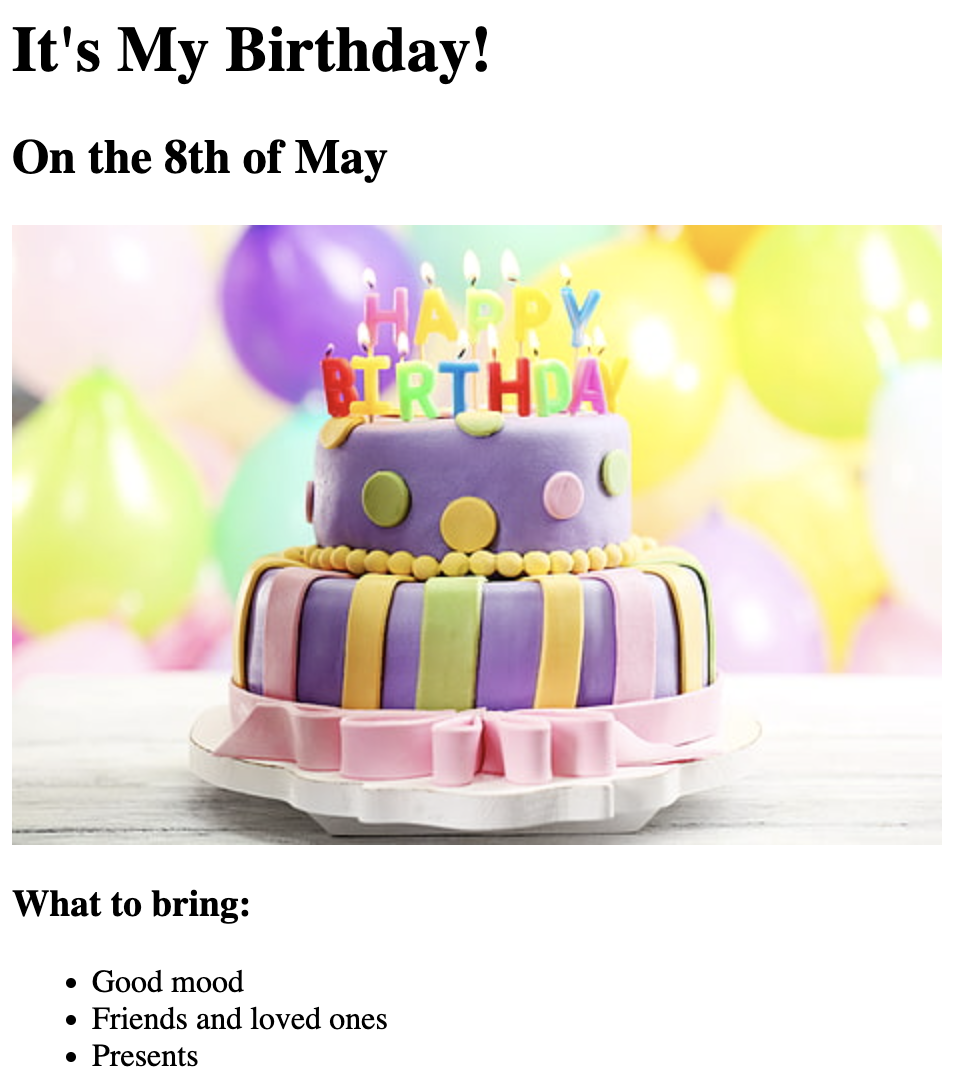 It's My Birthday!
On the 8th of May
HAPPY
BIRTHDAY
What to bring:
Good mood
Friends and loved ones
Presents